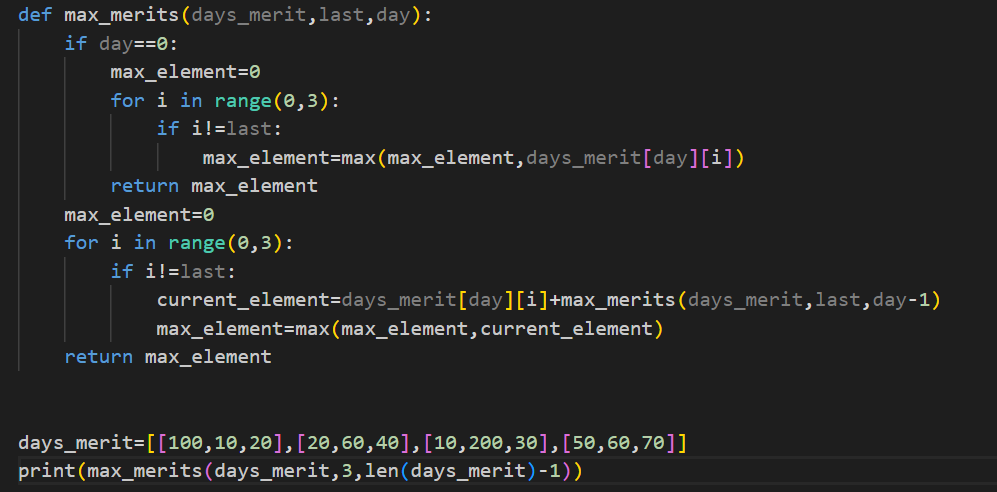 def max_merits(days_merit,last,day):
    if day==0:
        max_element=0
        for i in range(0,3):
            if i!=last:
                max_element=max(max_element,days_merit[day][i])
        return max_element
    max_element=0
    for i in range(0,3):
        if i!=last:
            current_element=days_merit[day][i]+max_merits(days_merit,last,day-1)
            max_element=max(max_element,current_element)
    return max_element
days_merit=[[100,10,20],[20,60,40],[10,200,30],[50,60,70]]
print(max_merits(days_merit,3,len(days_merit)-1))